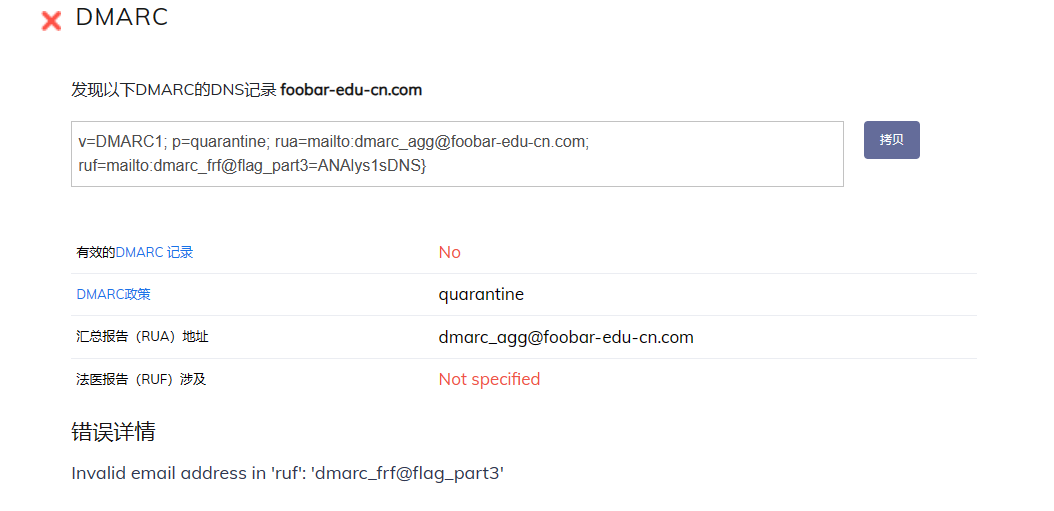 DMARC
发现以下DMARC的DNS记录 foobar-edu-cn.com
v=DMARC1; p=quarantine; rua=mailto:dmarc_agg@foobar-edu-cn.com;
ruf=mailto:dmarc_frf@flag_part3=ANAlys1sDNS}
拷贝
有效的DMARC 记录 No
DMARC政策 quarantine
汇总报告（RUA）地址 dmarc_agg@foobar-edu-cn.com
法医报告（RUF）涉及 Not specified
错误详情
Invalid email address in 'ruf': 'dmarc_frf@flag_part3'